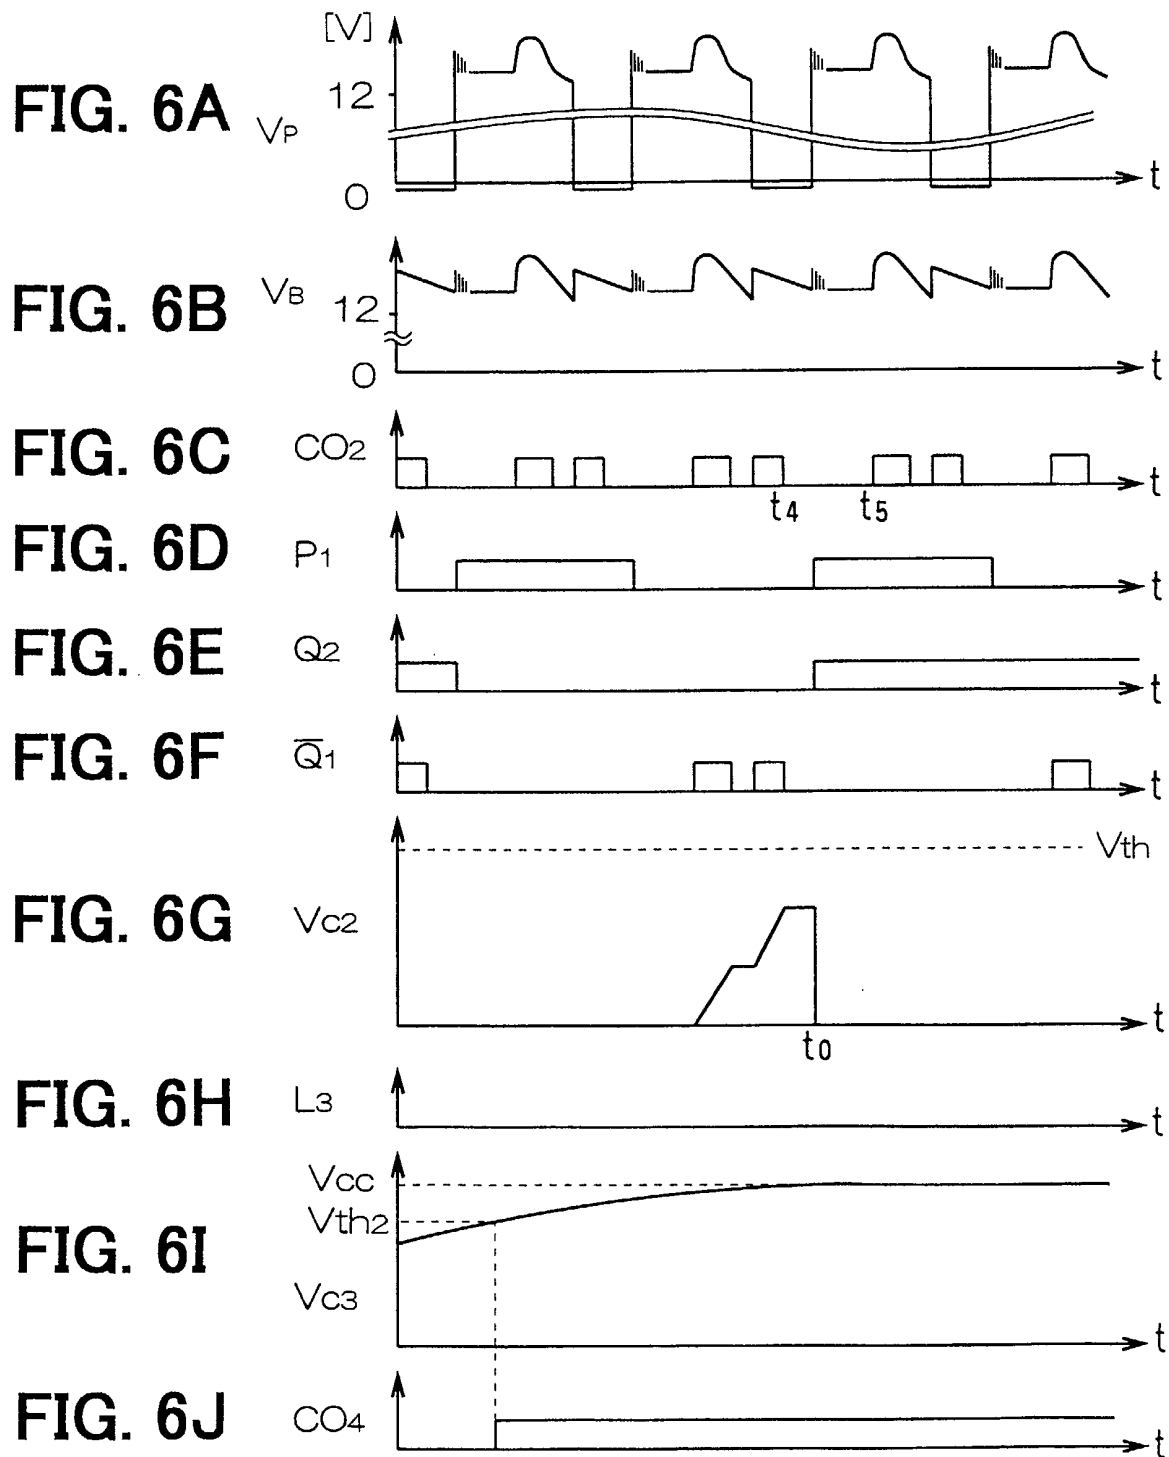 [V]
FIG. 6A
12
VP
0
t
FIG. 6B
VB
12
0
t
FIG. 6C
CO2
t
t4
t5
FIG. 6D
P1
t
FIG. 6E
Q2
t
FIG. 6F
Q̅1
t
Vth
FIG. 6G
Vc2
t
t0
FIG. 6H
L3
t
Vcc
Vth2
FIG. 6I
Vc3
t
FIG. 6J
CO4
t